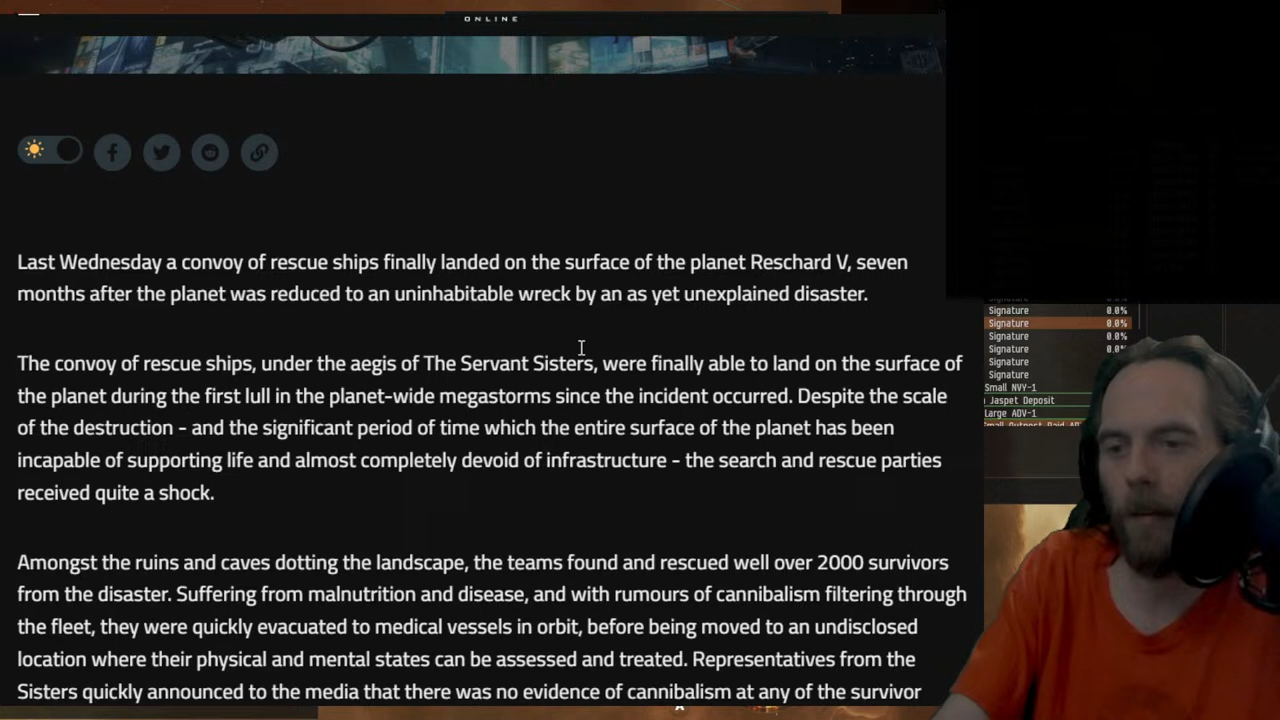 ONLINE
Last Wednesday a convoy of rescue ships finally landed on the surface of the planet Reschard V, seven
months after the planet was reduced to an uninhabitable wreck by an as yet unexplained disaster.
The convoy of rescue ships, under the aegis of The Servant Sisters, were finally able to land on the surface of
the planet during the first lull in the planet-wide megastorms since the incident occurred. Despite the scale
of the destruction - and the significant period of time which the entire surface of the planet has been
incapable of supporting life and almost completely devoid of infrastructure - the search and rescue parties
received quite a shock.
Amongst the ruins and caves dotting the landscape, the teams found and rescued well over 2000 survivors
from the disaster. Suffering from malnutrition and disease, and with rumours of cannibalism filtering through
the fleet, they were quickly evacuated to medical vessels in orbit, before being moved to an undisclosed
location where their physical and mental states can be assessed and treated. Representatives from the
Sisters quickly announced to the media that there was no evidence of cannibalism at any of the survivor
Signature 0.0%
Signature 0.0%
Signature 0.0%
Signature 0.0%
Signature 0.0%
Signature
Small NVY-1
Jaspet Deposit
Large ADV-1
Small Outpost Raid